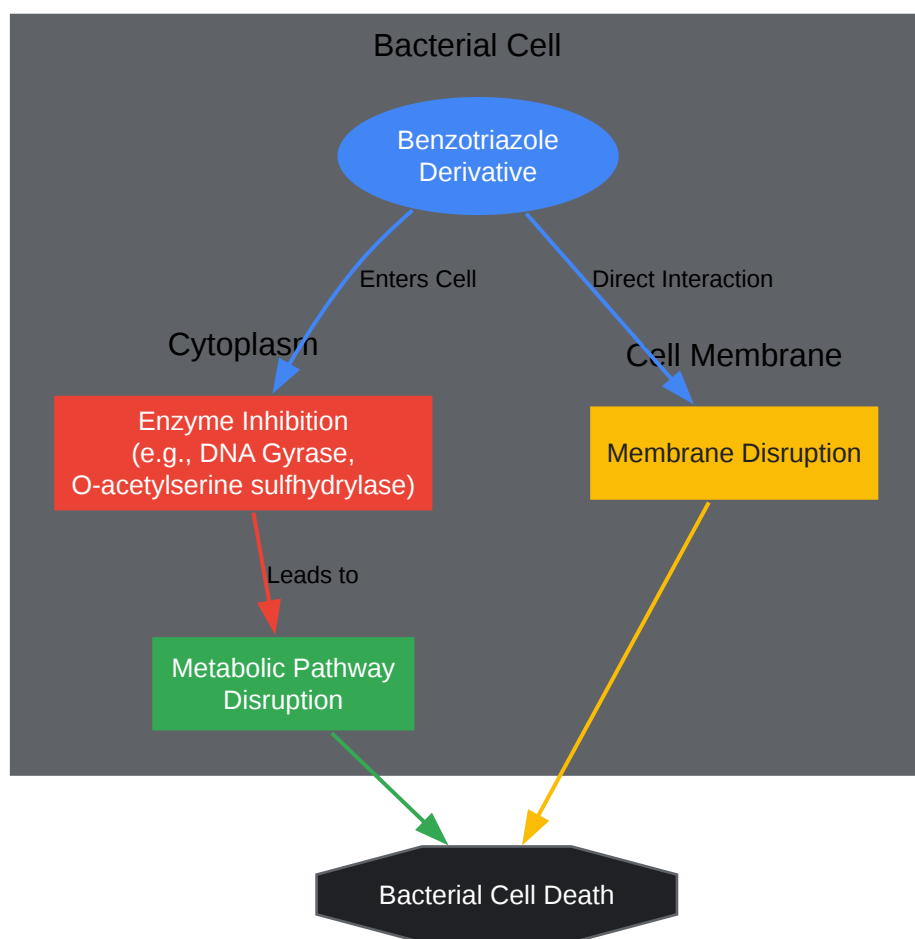 Bacterial Cell
Benzotriazole
Derivative
Enters Cell
Direct Interaction
Cytoplasm
Cell Membrane
Enzyme Inhibition
(e.g., DNA Gyrase,
O-acetylserine sulfhydrylase)
Membrane Disruption
Leads to
Metabolic Pathway
Disruption
Bacterial Cell Death